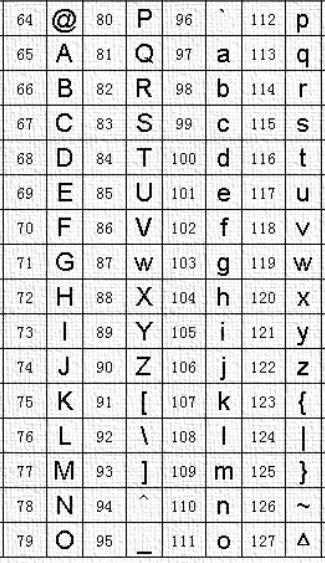 64 @ 80 P 96 ` 112 p
65 A 81 Q 97 a 113 q
66 B 82 R 98 b 114 r
67 C 83 S 99 c 115 s
68 D 84 T 100 d 116 t
69 E 85 U 101 e 117 u
70 F 86 V 102 f 118 v
71 G 87 w 103 g 119 w
72 H 88 X 104 h 120 x
73 I 89 Y 105 i 121 y
74 J 90 Z 106 j 122 z
75 K 91 [ 107 k 123 {
76 L 92 \ 108 l 124 |
77 M 93 ] 109 m 125 }
78 N 94 ^ 110 n 126 ~
79 O 95 _ 111 o 127 Δ